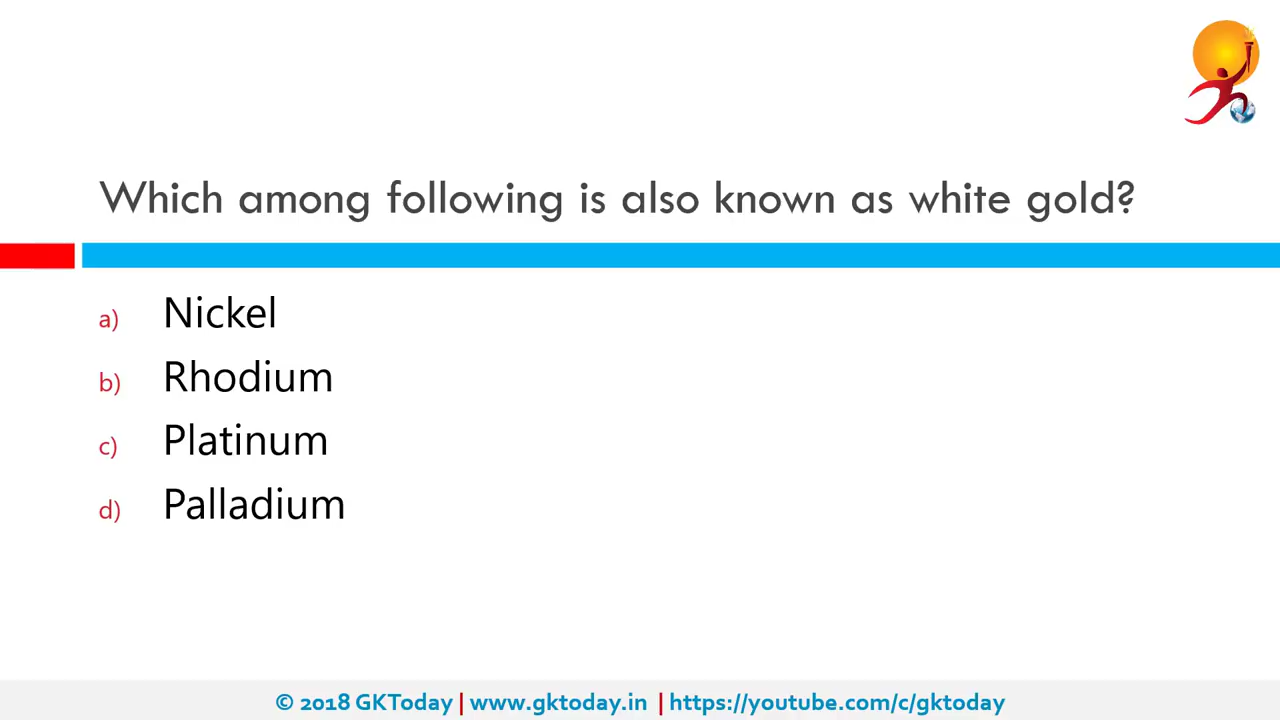 Which among following is also known as white gold?
a) Nickel
b) Rhodium
c) Platinum
d) Palladium
© 2018 GKToday | www.gktoday.in | https://youtube.com/c/gktoday